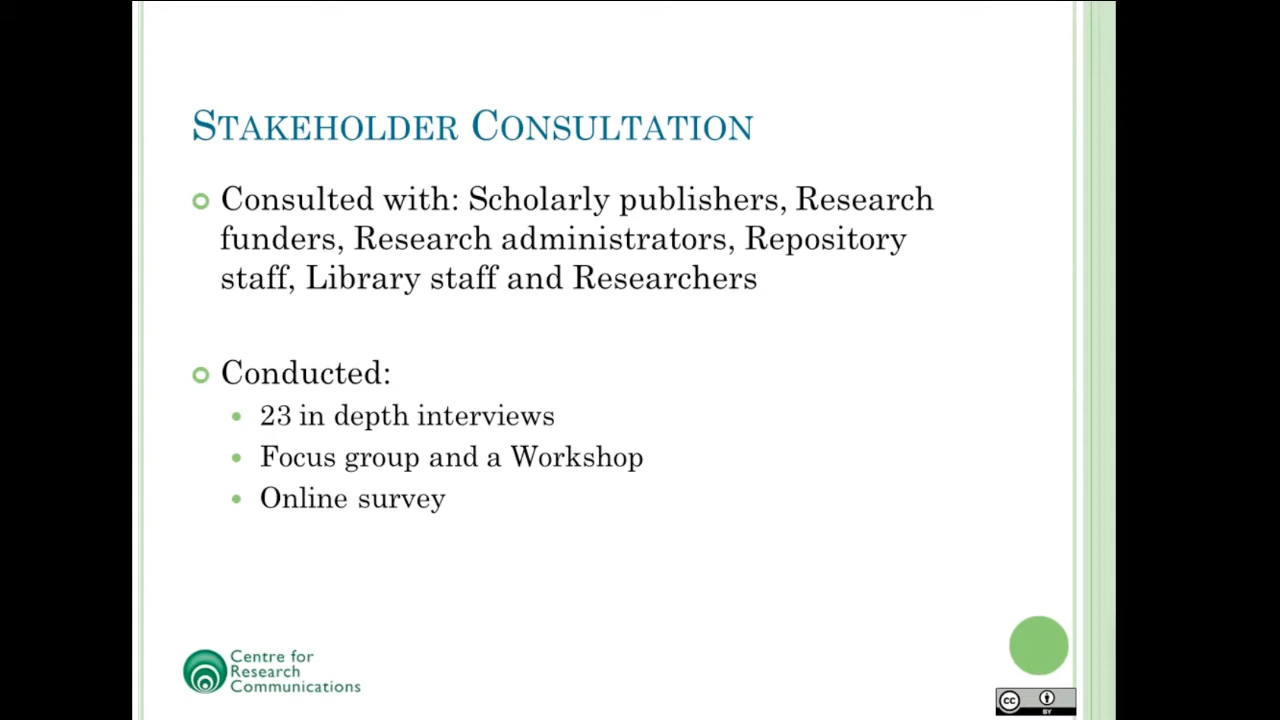 STAKEHOLDER CONSULTATION
Consulted with: Scholarly publishers, Research
funders, Research administrators, Repository
staff, Library staff and Researchers
Conducted:
23 in depth interviews
Focus group and a Workshop
Online survey
Centre for
Research
Communications
cc
BY